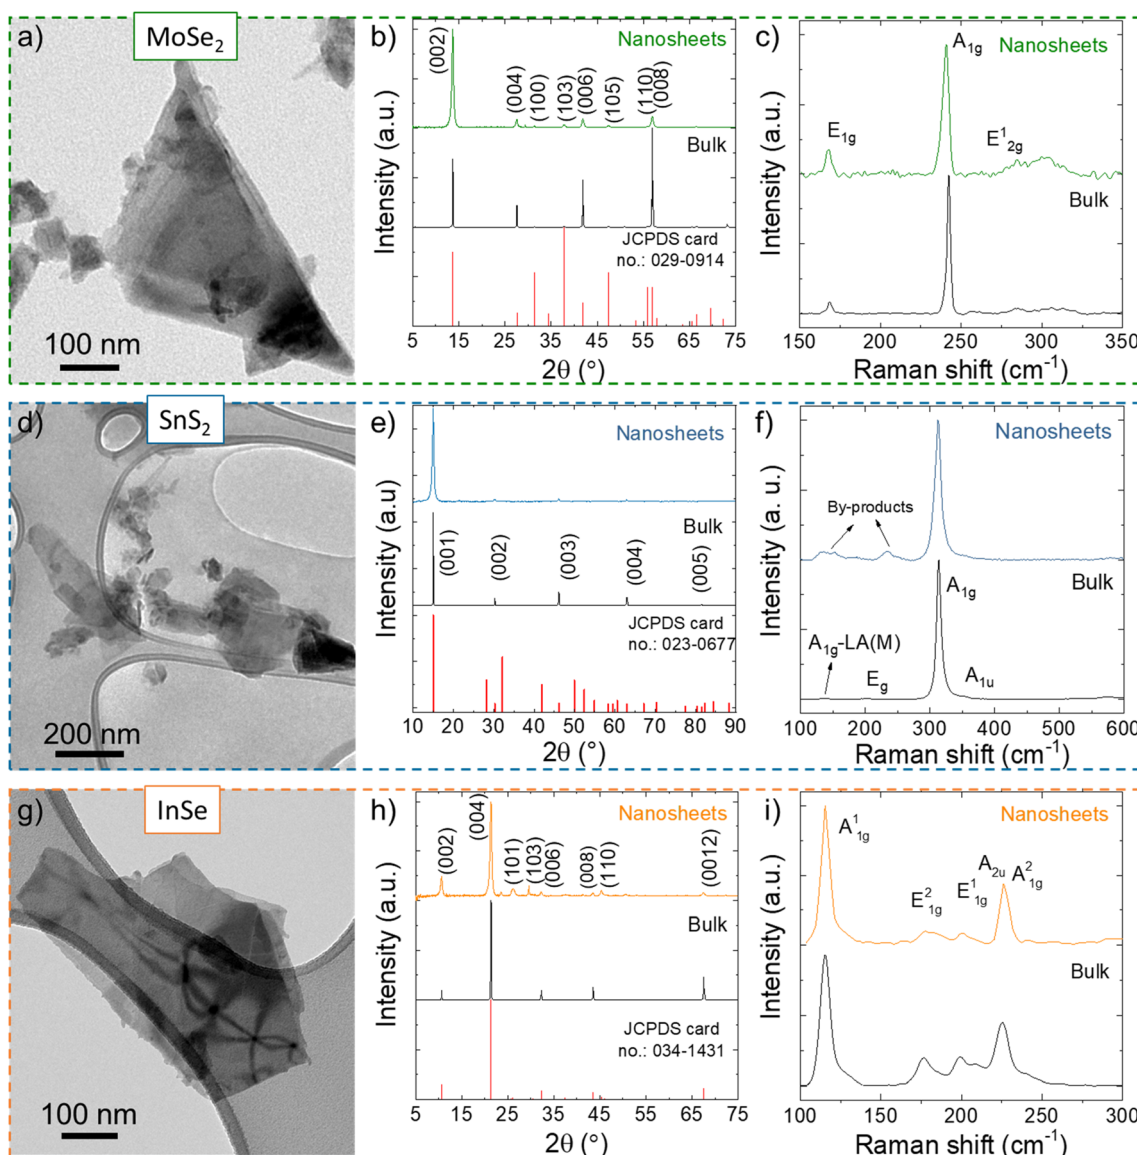 a)
MoSe2
100 nm
b)
Nanosheets
(002)
(004)
(100)
(103)
(006)
(105)
(110)
(008)
Bulk
JCPDS card
no.: 029-0914
Intensity (a.u.)
5 15 25 35 45 55 65 75
2θ (°)
c)
Nanosheets
A1g
E1g
E12g
Bulk
Intensity (a.u.)
150 200 250 300 350
Raman shift (cm-1)
d)
SnS2
200 nm
e)
Nanosheets
Bulk
(001)
(002)
(003)
(004)
(005)
JCPDS card
no.: 023-0677
Intensity (a.u)
10 20 30 40 50 60 70 80 90
2θ (°)
f)
Nanosheets
By-products
Bulk
A1g
A1g-LA(M)
Eg
A1u
Intensity (a. u.)
100 200 300 400 500 600
Raman shift (cm-1)
g)
InSe
100 nm
h)
Nanosheets
(002)
(004)
(101)
(103)
(006)
(008)
(110)
(0012)
Bulk
JCPDS card
no.: 034-1431
Intensity (a.u.)
5 15 25 35 45 55 65 75
2θ (°)
i)
Nanosheets
A11g
E21g
E11g
A2u
A21g
Bulk
Intensity (a.u.)
100 150 200 250 300
Raman shift (cm-1)